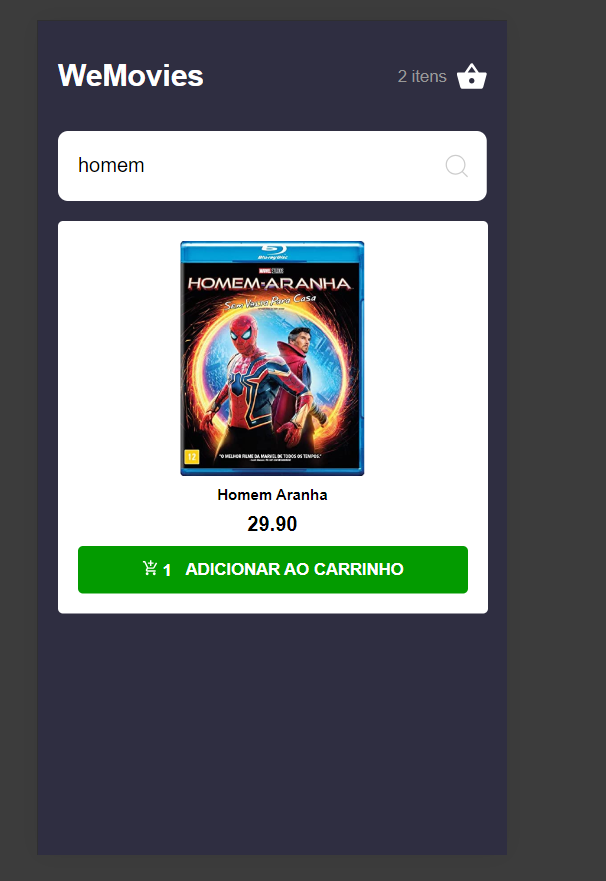 WeMovies
2 itens
homem
Blu-ray Disc
MARVEL STUDIOS
HOMEM-ARANHA
Sem Volta Para Casa
12
"O MELHOR FILME DA MARVEL DE TODOS OS TEMPOS."
Homem Aranha
29.90
1 ADICIONAR AO CARRINHO